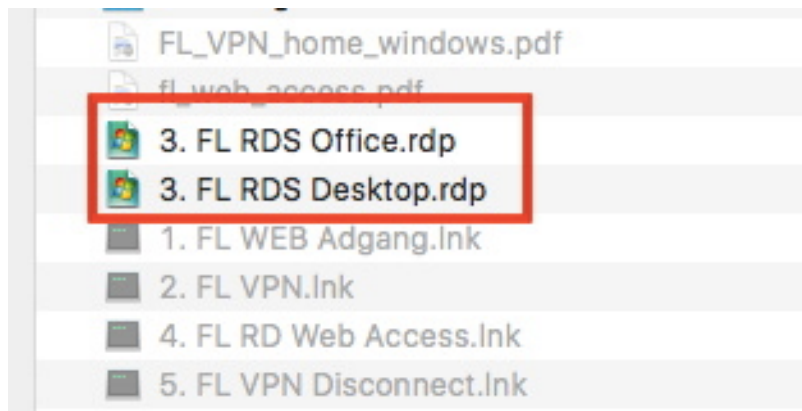 FL_VPN_home_windows.pdf
fl_web_access.pdf
3. FL RDS Office.rdp
3. FL RDS Desktop.rdp
1. FL WEB Adgang.lnk
2. FL VPN.lnk
4. FL RD Web Access.lnk
5. FL VPN Disconnect.lnk